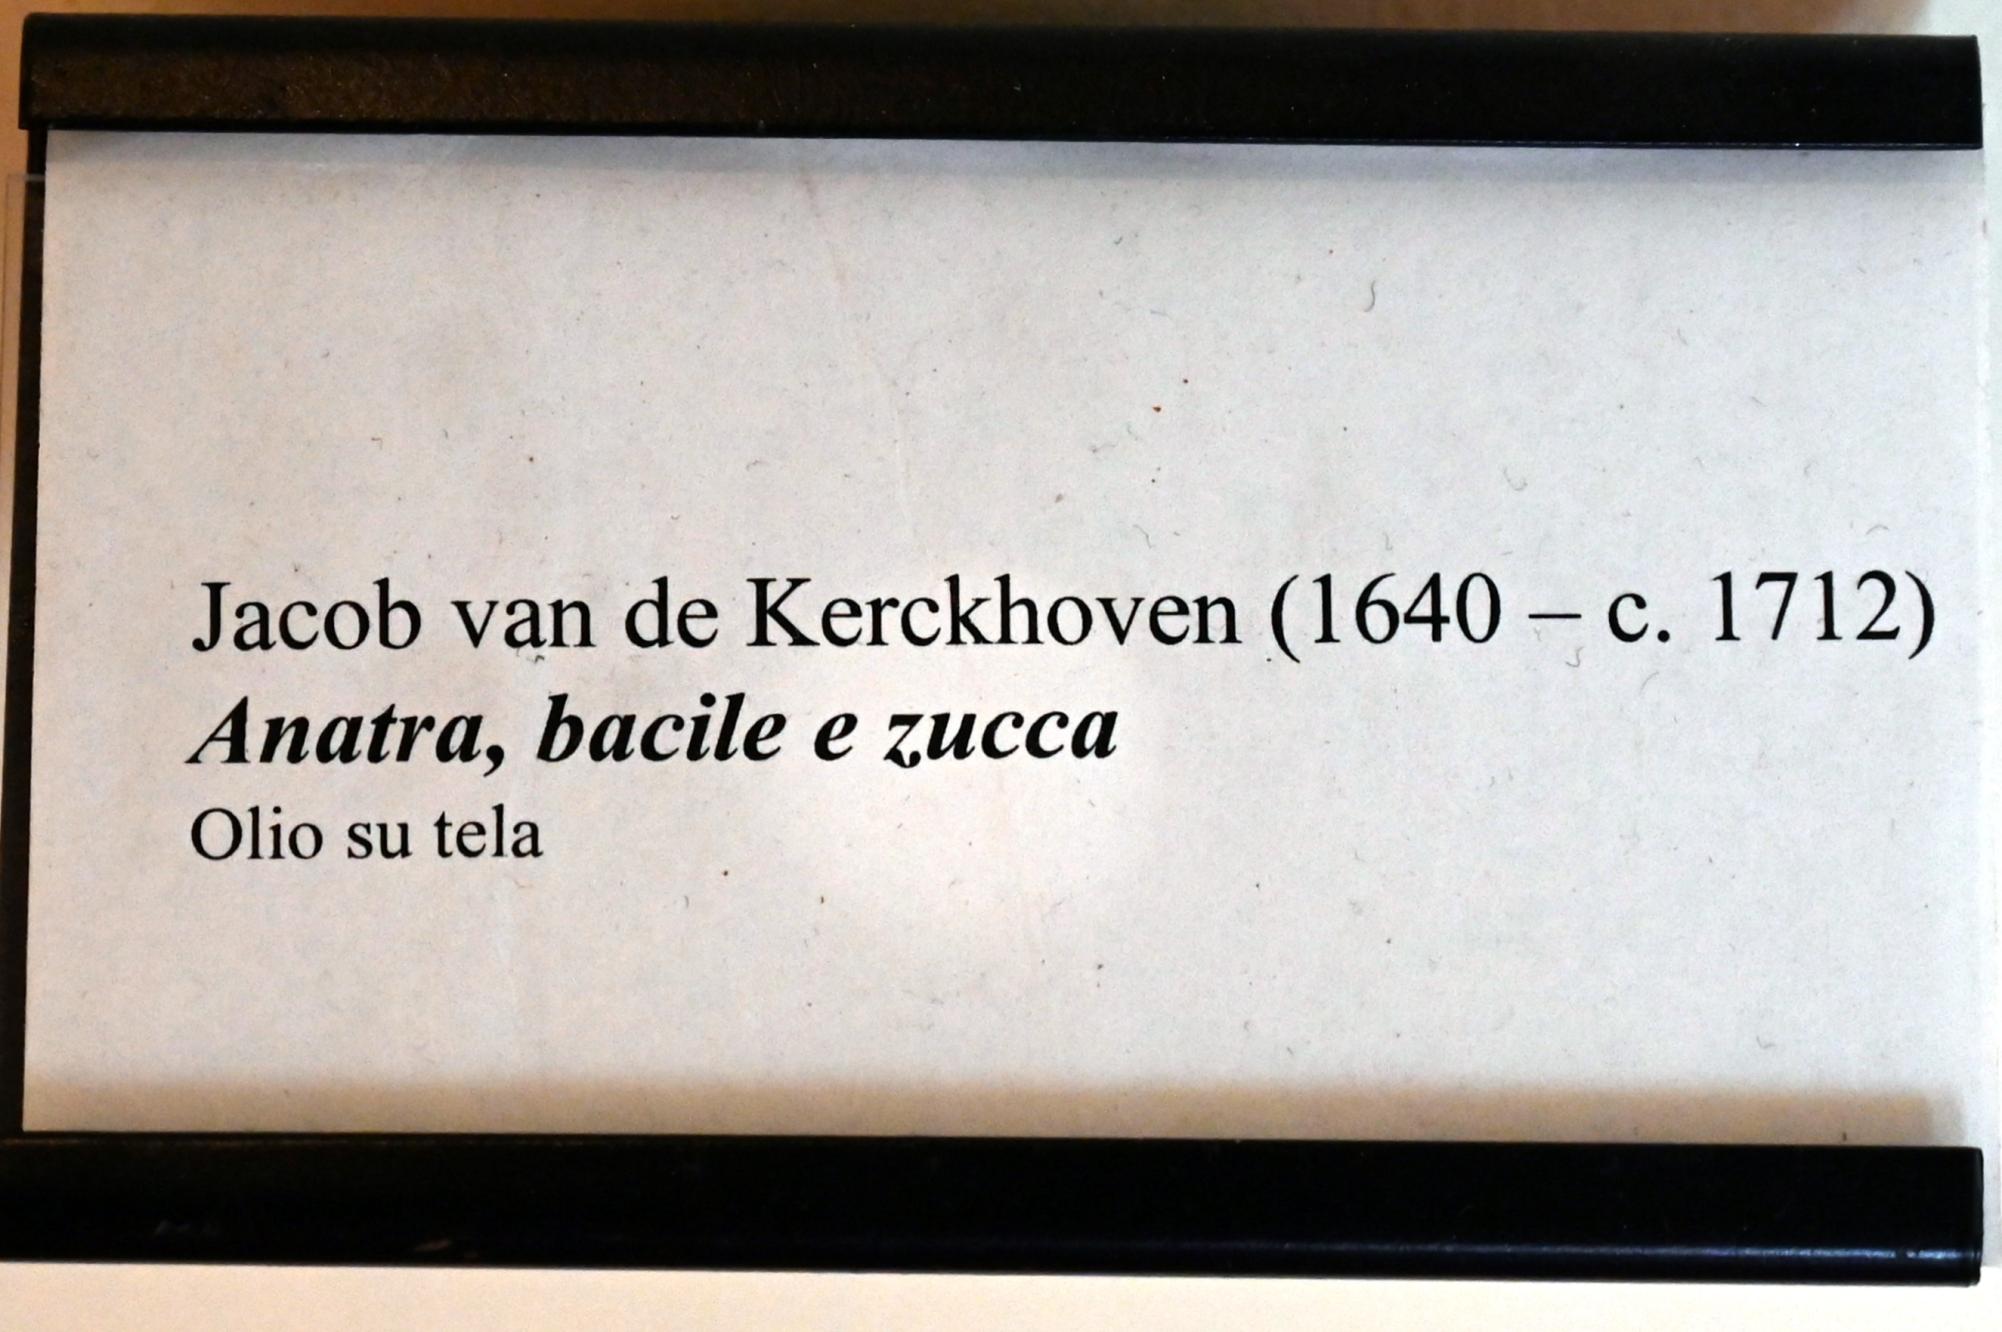 Jacob van de Kerckhoven (1640 – c. 1712)
Anatra, bacile e zucca
Olio su tela